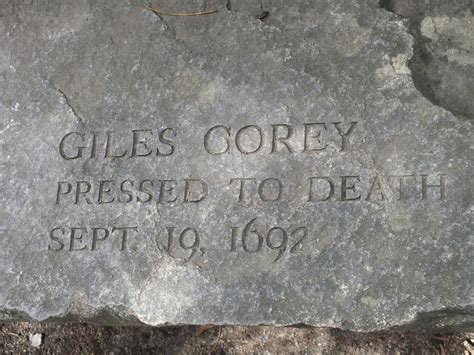 GILES COREY
PRESSED TO DEATH
SEPT. 19, 1692